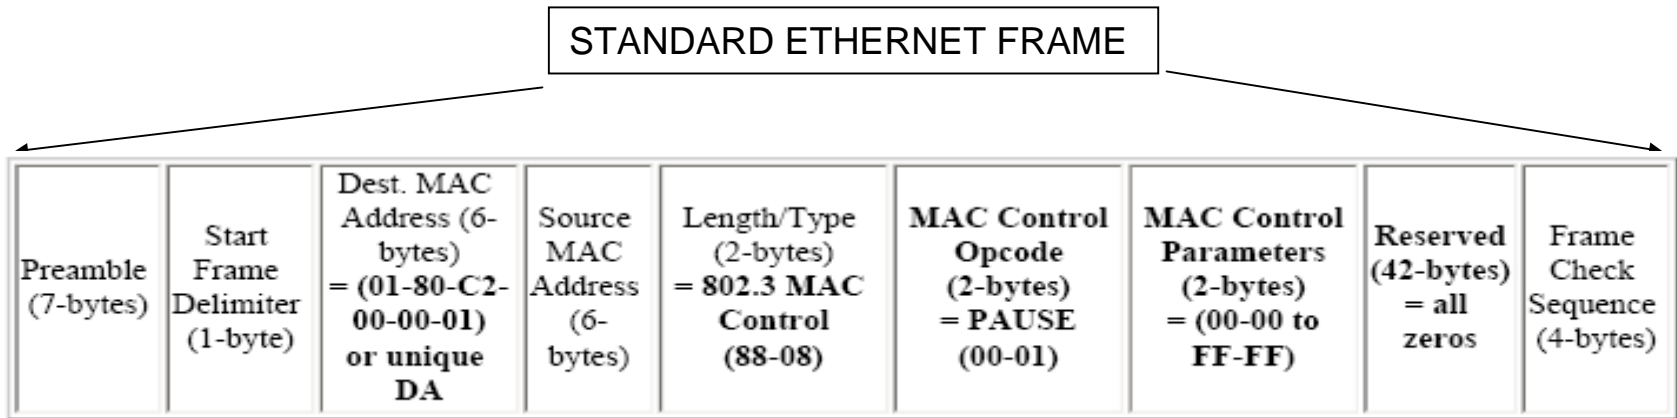 STANDARD ETHERNET FRAME
Preamble
(7-bytes)
Start
Frame
Delimiter
(1-byte)
Dest. MAC
Address (6-
bytes)
= (01-80-C2-
00-00-01)
or unique
DA
Source
MAC
Address
(6-
bytes)
Length/Type
(2-bytes)
= 802.3 MAC
Control
(88-08)
MAC Control
Opcode
(2-bytes)
= PAUSE
(00-01)
MAC Control
Parameters
(2-bytes)
= (00-00 to
FF-FF)
Reserved
(42-bytes)
= all
zeros
Frame
Check
Sequence
(4-bytes)